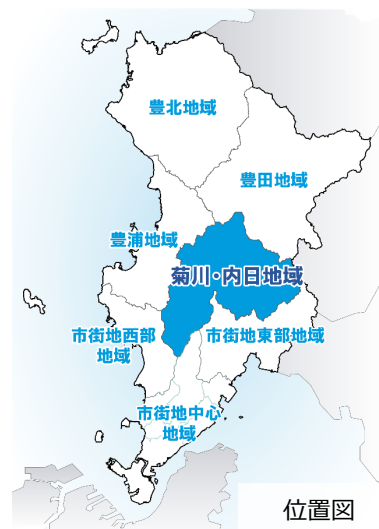 豊北地域
豊田地域
豊浦地域
菊川・内日地域
市街地西部
地域
市街地東部地域
市街地中心
地域
位置図